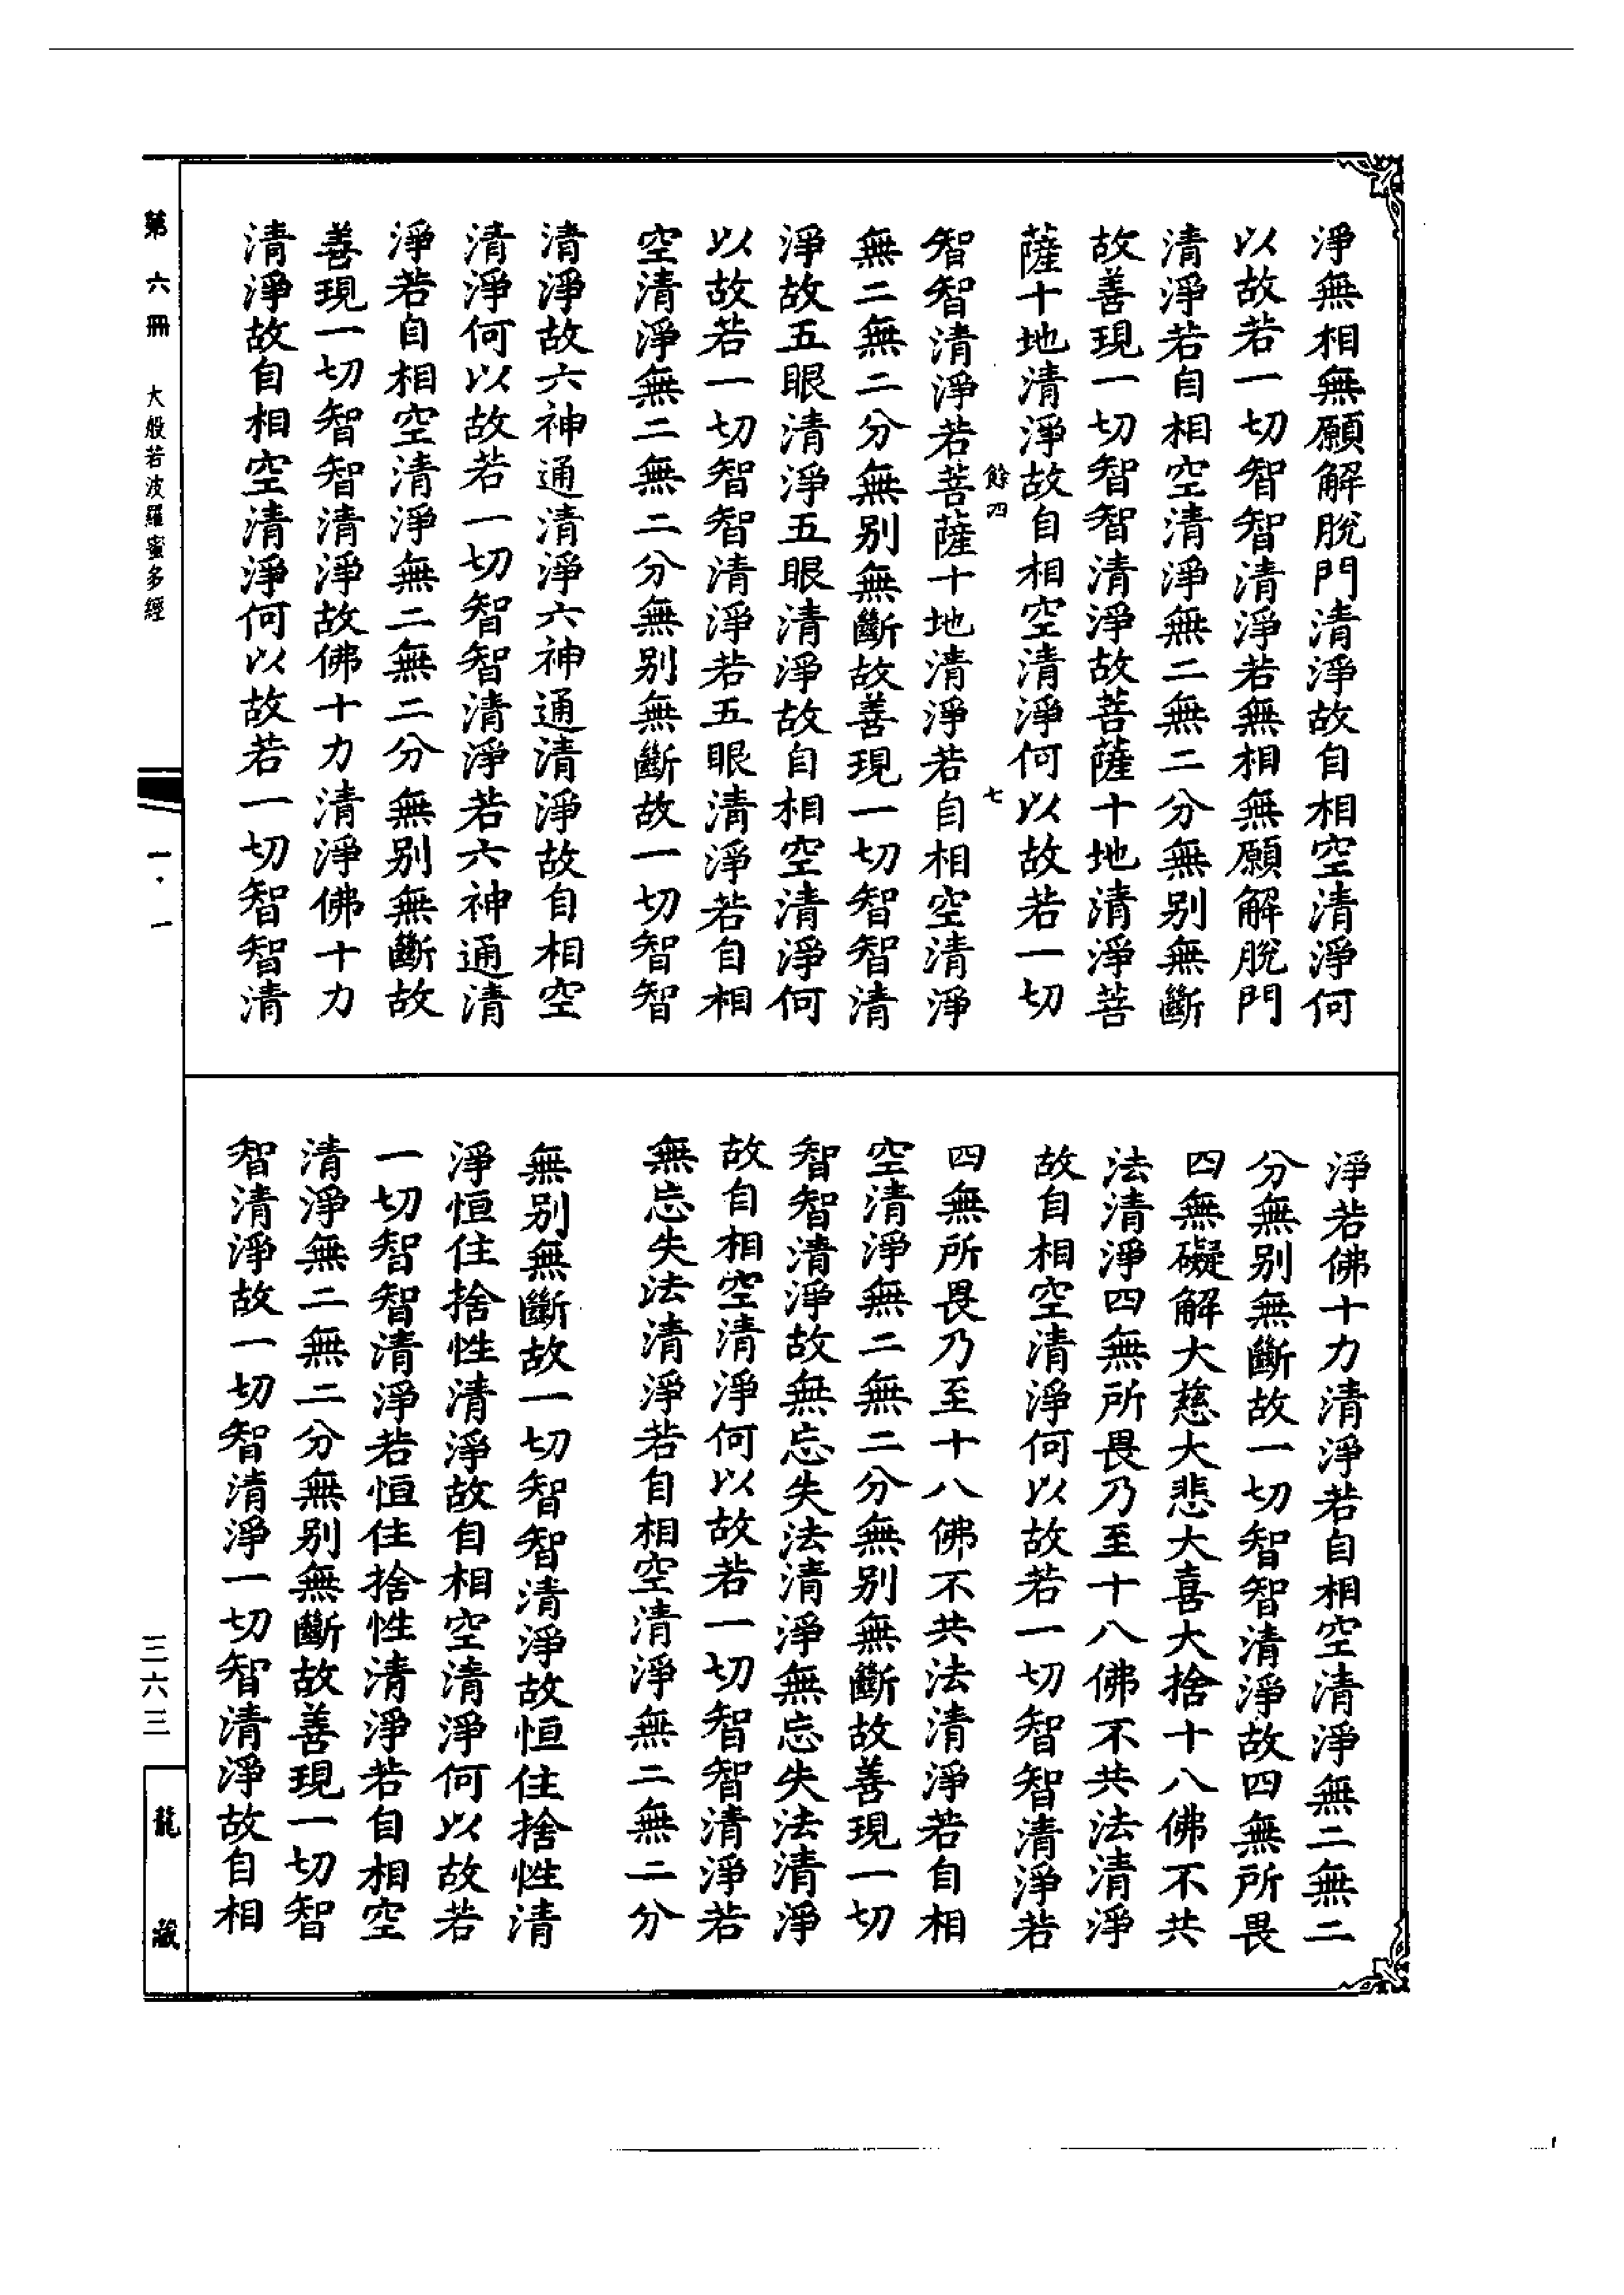 淨無相無願解脫門清淨故自相空清淨何
以故若一切智智清淨若無相無願解脫門
清淨若自相空清淨無二無二分無別無斷
故善現一切智智清淨故菩薩十地清淨菩
薩十地清淨故自相空清淨何以故若一切
餘四 七
智智清淨若菩薩十地清淨若自相空清淨
無二無二分無別無斷故善現一切智智清
淨故五眼清淨五眼清淨故自相空清淨何
以故若一切智智清淨若五眼清淨若自相
空清淨無二無二分無別無斷故一切智智
清淨故六神通清淨六神通清淨故自相空
清淨何以故若一切智智清淨若六神通清
淨若自相空清淨無二無二分無別無斷故
善現一切智智清淨故佛十力清淨佛十力
清淨故自相空清淨何以故若一切智智清
淨若佛十力清淨若自相空清淨無二無二
分無別無斷故一切智智清淨故四無所畏
四無礙解大慈大悲大喜大捨十八佛不共
法清淨四無所畏乃至十八佛不共法清淨
故自相空清淨何以故若一切智智清淨若
四無所畏乃至十八佛不共法清淨若自相
空清淨無二無二分無別無斷故善現一切
智智清淨故無忘失法清淨無忘失法清淨
故自相空清淨何以故若一切智智清淨若
無忘失法清淨若自相空清淨無二無二分
無別無斷故一切智智清淨故恒住捨性清
淨恒住捨性清淨故自相空清淨何以故若
一切智智清淨若恒住捨性清淨若自相空
清淨無二無二分無別無斷故善現一切智
智清淨故一切智清淨一切智清淨故自相
第六冊 大般若波羅蜜多經
一·一
三六三
龍藏